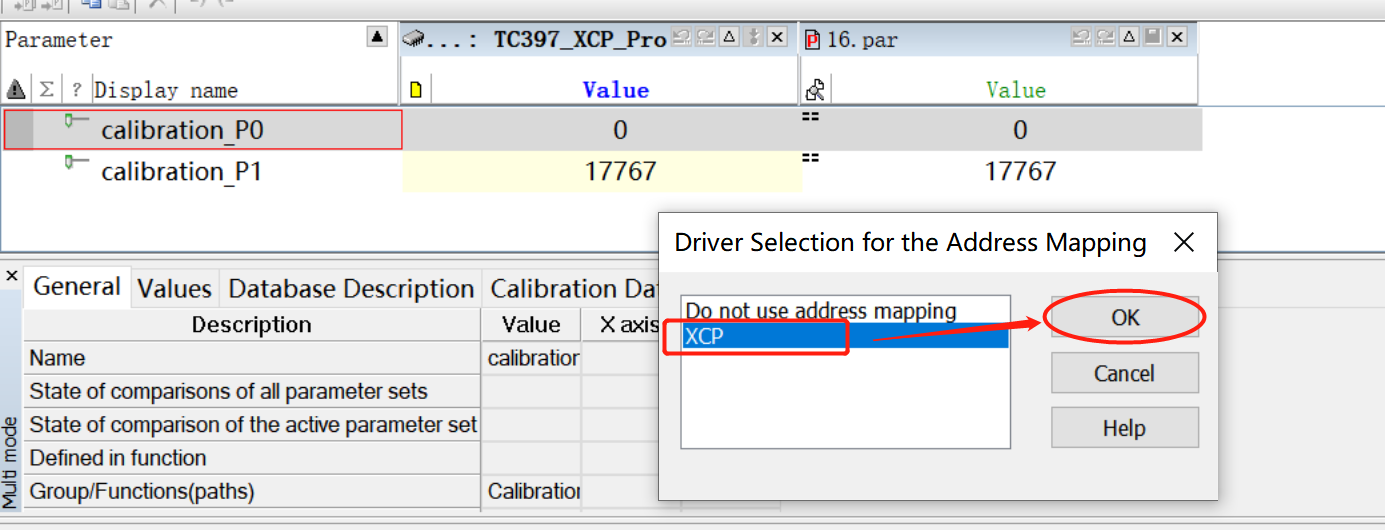 Parameter
...: TC397_XCP_Pro
16.par
Σ ? Display name
Value
Value
calibration_P0 0 == 0
calibration_P1 17767 == 17767
Driver Selection for the Address Mapping
Do not use address mapping
XCP
OK
Cancel
Help
General Values Database Description Calibration Da
Description Value X axis
Name calibration
State of comparisons of all parameter sets
State of comparison of the active parameter set
Defined in function
Group/Functions(paths) Calibration
Multi mode